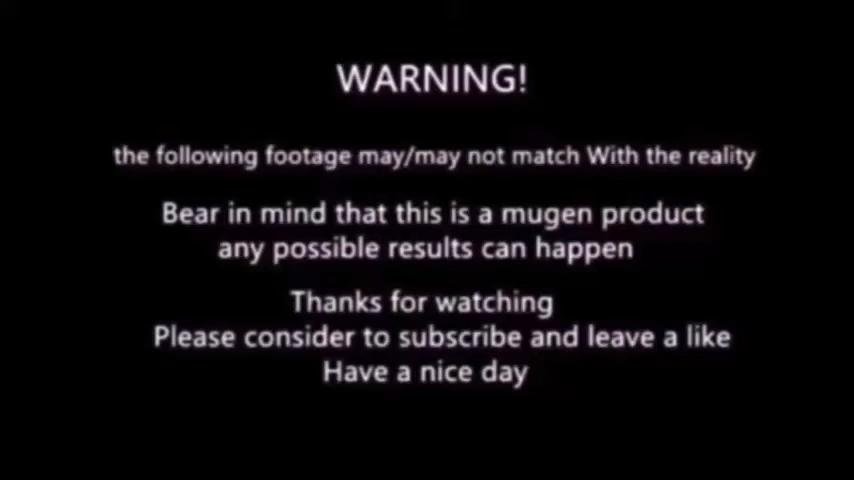 WARNING!
the following footage may/may not match With the reality
Bear in mind that this is a mugen product
any possible results can happen
Thanks for watching
Please consider to subscribe and leave a like
Have a nice day